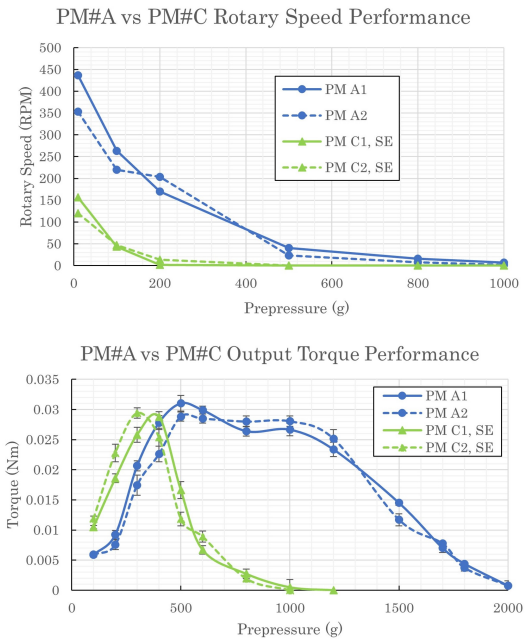 PM#A vs PM#C Rotary Speed Performance
500
450
400
350
300
250
200
150
100
50
0
Rotary Speed (RPM)
PM A1
PM A2
PM C1, SE
PM C2, SE
0 200 400 600 800 1000
Prepressure (g)
PM#A vs PM#C Output Torque Performance
0.035
0.03
0.025
0.02
0.015
0.01
0.005
0
Torque (Nm)
PM A1
PM A2
PM C1, SE
PM C2, SE
0 500 1000 1500 2000
Prepressure (g)